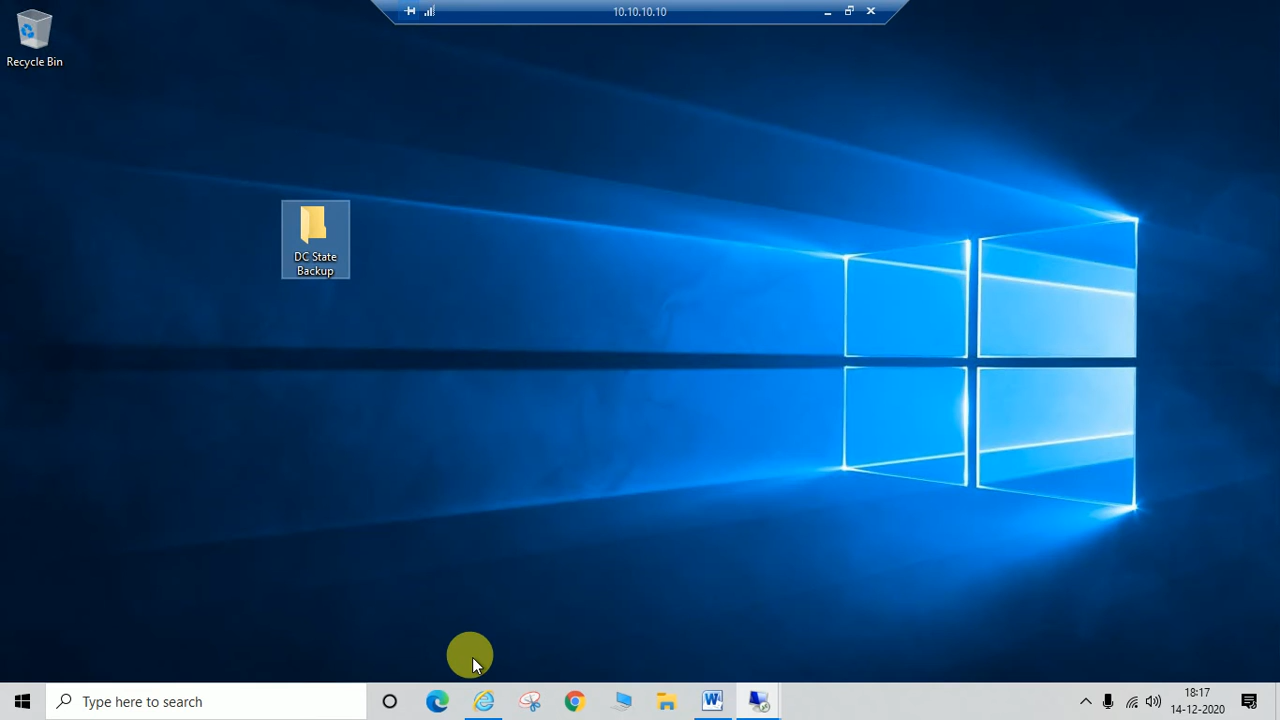 10.10.10.10
Recycle Bin
DC State
Backup
Type here to search
18:17
14-12-2020